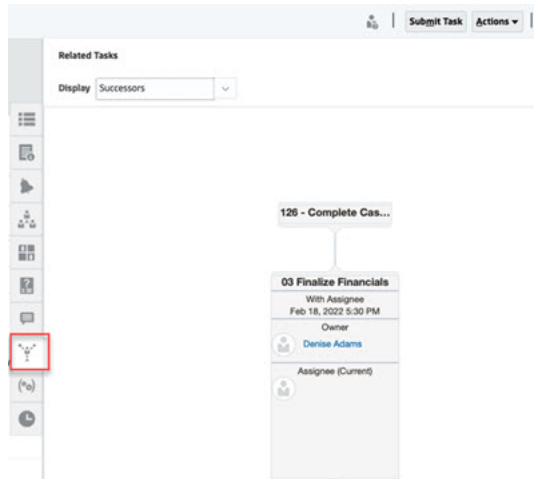 Submit Task Actions
Related Tasks
Display Successors
126 - Complete Cas...
03 Finalize Financials
With Assignee
Feb 18, 2022 5:30 PM
Owner
Denise Adams
Assignee (Current)